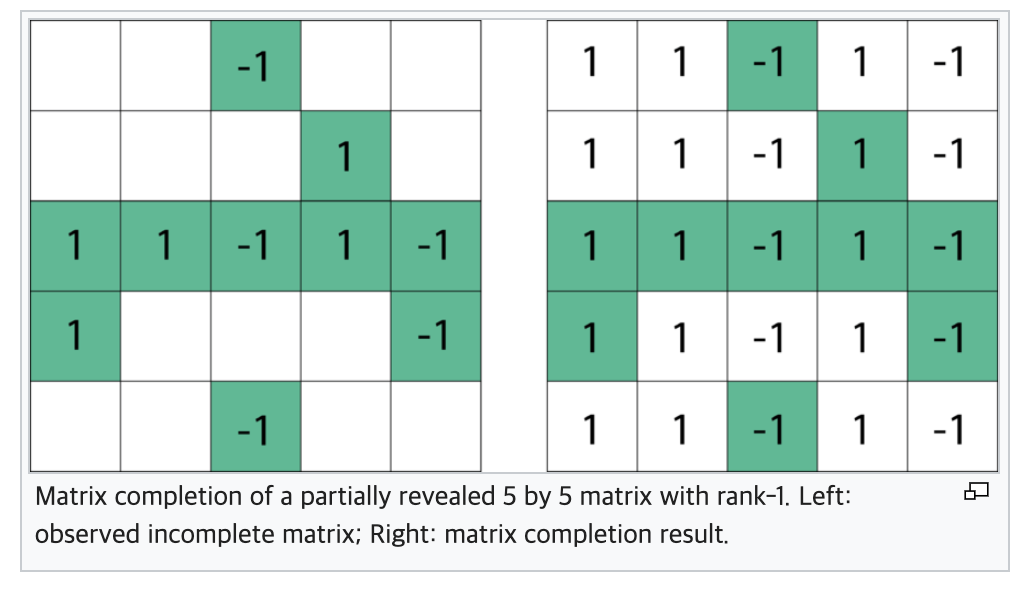 -1 1 1 -1 1 -1
1 1 1 -1 1 -1
1 1 -1 1 -1 1 1 -1 1 -1
1 -1 1 1 -1 1 -1
-1 1 1 -1 1 -1
Matrix completion of a partially revealed 5 by 5 matrix with rank-1. Left:
observed incomplete matrix; Right: matrix completion result.